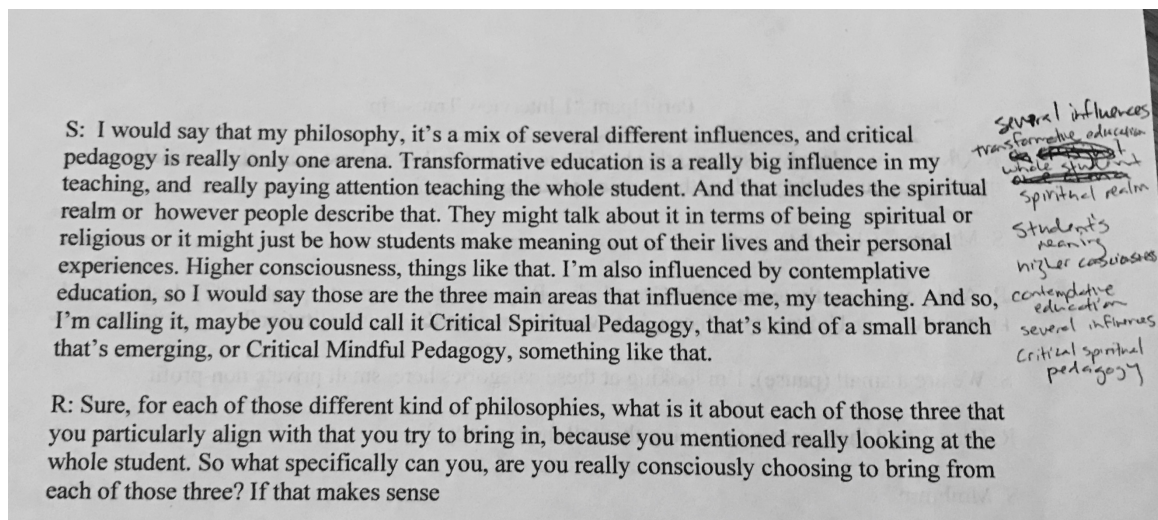 S:  I would say that my philosophy, it's a mix of several different influences, and critical
pedagogy is really only one arena. Transformative education is a really big influence in my
teaching, and  really paying attention teaching the whole student. And that includes the spiritual
realm or  however people describe that. They might talk about it in terms of being  spiritual or
religious or it might just be how students make meaning out of their lives and their personal
experiences. Higher consciousness, things like that. I'm also influenced by contemplative
education, so I would say those are the three main areas that influence me, my teaching. And so,
I'm calling it, maybe you could call it Critical Spiritual Pedagogy, that's kind of a small branch
that's emerging, or Critical Mindful Pedagogy, something like that.
R: Sure, for each of those different kind of philosophies, what is it about each of those three that
you particularly align with that you try to bring in, because you mentioned really looking at the
whole student. So what specifically can you, are you really consciously choosing to bring from
each of those three? If that makes sense
several influences
transformative education
whole student
spiritual realm
student's
meaning
higher
contemplative
education
several influences
critical spiritual
pedagogy